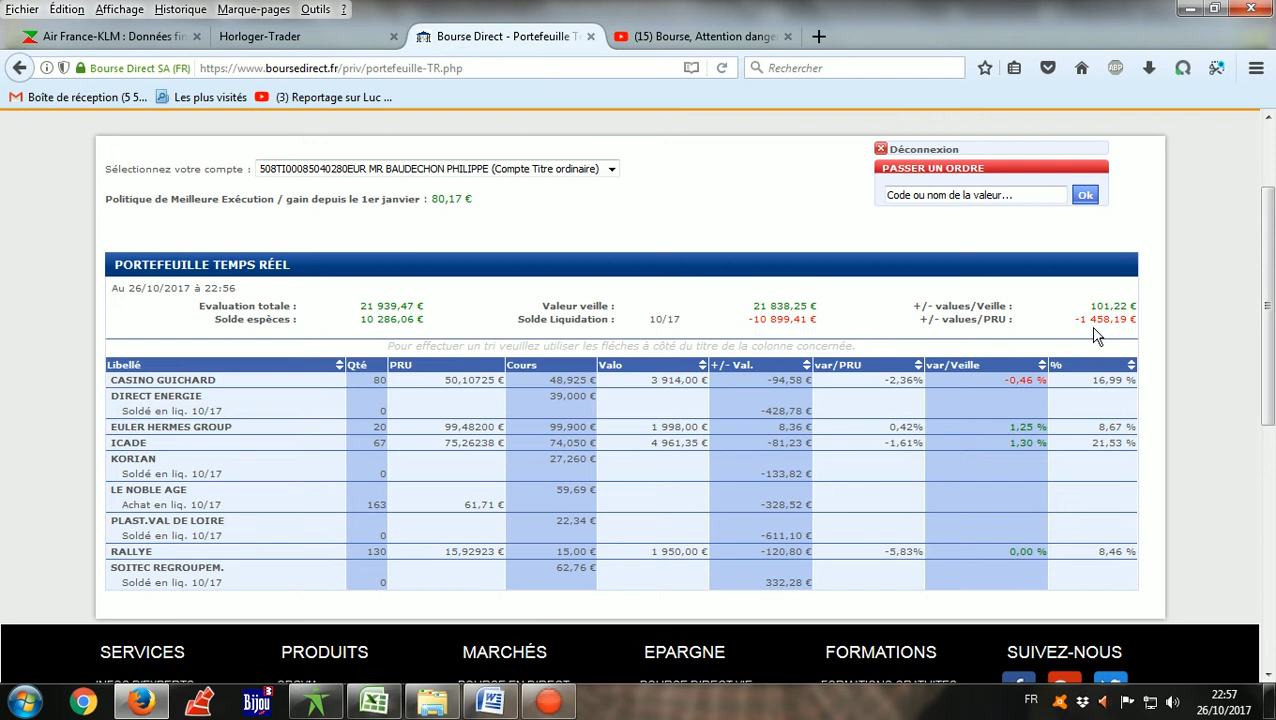 Fichier Édition Affichage Historique Marque-pages Outils ?
Air France-KLM : Données fin Horloger-Trader Bourse Direct - Portefeuille T (15) Bourse, Attention dange
Bourse Direct SA (FR) https://www.boursedirect.fr/priv/portefeuille-TR.php Rechercher
Boîte de réception (5 5... Les plus visités (3) Reportage sur Luc ...
Déconnexion
Sélectionnez votre compte : 508TI00085040280EUR MR BAUDECHON PHILIPPE (Compte Titre ordinaire) PASSER UN ORDRE
Politique de Meilleure Exécution / gain depuis le 1er janvier : 80,17 € Code ou nom de la valeur... Ok
PORTEFEUILLE TEMPS RÉEL
Au 26/10/2017 à 22:56
Evaluation totale : 21 939,47 € Valeur veille : 21 838,25 € +/- values/Veille : 101,22 €
Solde espèces : 10 286,06 € Solde Liquidation : 10/17 -10 899,41 € +/- values/PRU : -1 458,19 €
Pour effectuer un tri veuillez utiliser les flèches à côté du titre de la colonne concernée.
Libellé Qté PRU Cours Valo +/- Val. var/PRU var/Veille %
CASINO GUICHARD 80 50,10725 € 48,925 € 3 914,00 € -94,58 € -2,36% -0,46 % 16,99 %
DIRECT ENERGIE 39,000 €
Soldé en liq. 10/17 0 -428,78 €
EULER HERMES GROUP 20 99,48200 € 99,900 € 1 998,00 € 8,36 € 0,42% 1,25 % 8,67 %
ICADE 67 75,26238 € 74,050 € 4 961,35 € -81,23 € -1,61% 1,30 % 21,53 %
KORIAN 27,260 €
Soldé en liq. 10/17 0 -133,82 €
LE NOBLE AGE 59,69 €
Achat en liq. 10/17 163 61,71 € -328,52 €
PLAST.VAL DE LOIRE 22,34 €
Soldé en liq. 10/17 0 -611,10 €
RALLYE 130 15,92923 € 15,00 € 1 950,00 € -120,80 € -5,83% 0,00 % 8,46 %
SOITEC REGROUPEM. 62,76 €
Soldé en liq. 10/17 0 332,28 €
SERVICES PRODUITS MARCHÉS EPARGNE FORMATIONS SUIVEZ-NOUS
Bijou 3 FR 22:57
26/10/2017